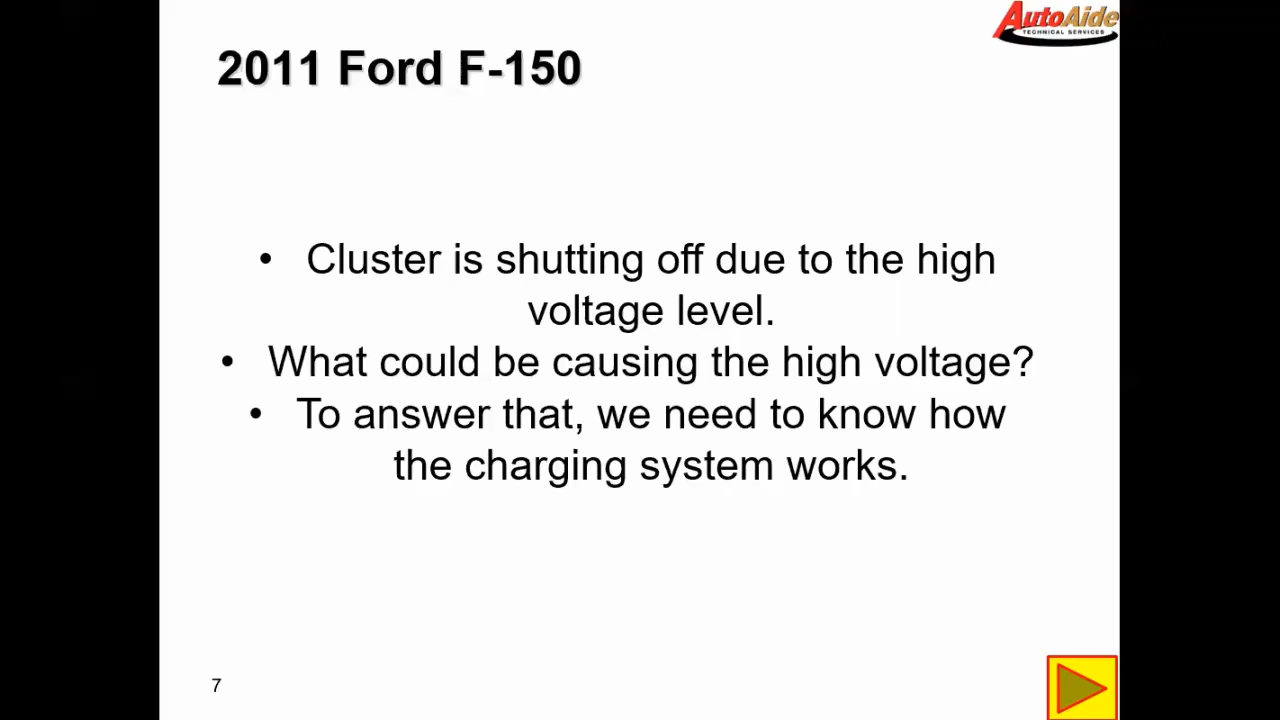 AutoAide
TECHNICAL SERVICES
2011 Ford F-150
• Cluster is shutting off due to the high
voltage level.
• What could be causing the high voltage?
• To answer that, we need to know how
the charging system works.
7